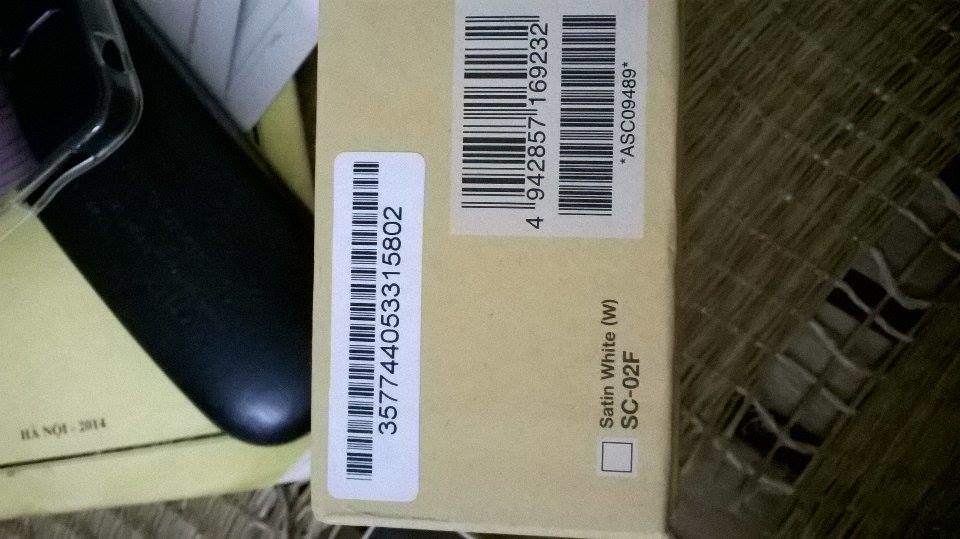 4 942857 169232
*ASC09489*
357744053315802
Satin White (W)
SC-02F
HÀ NỘI - 2014